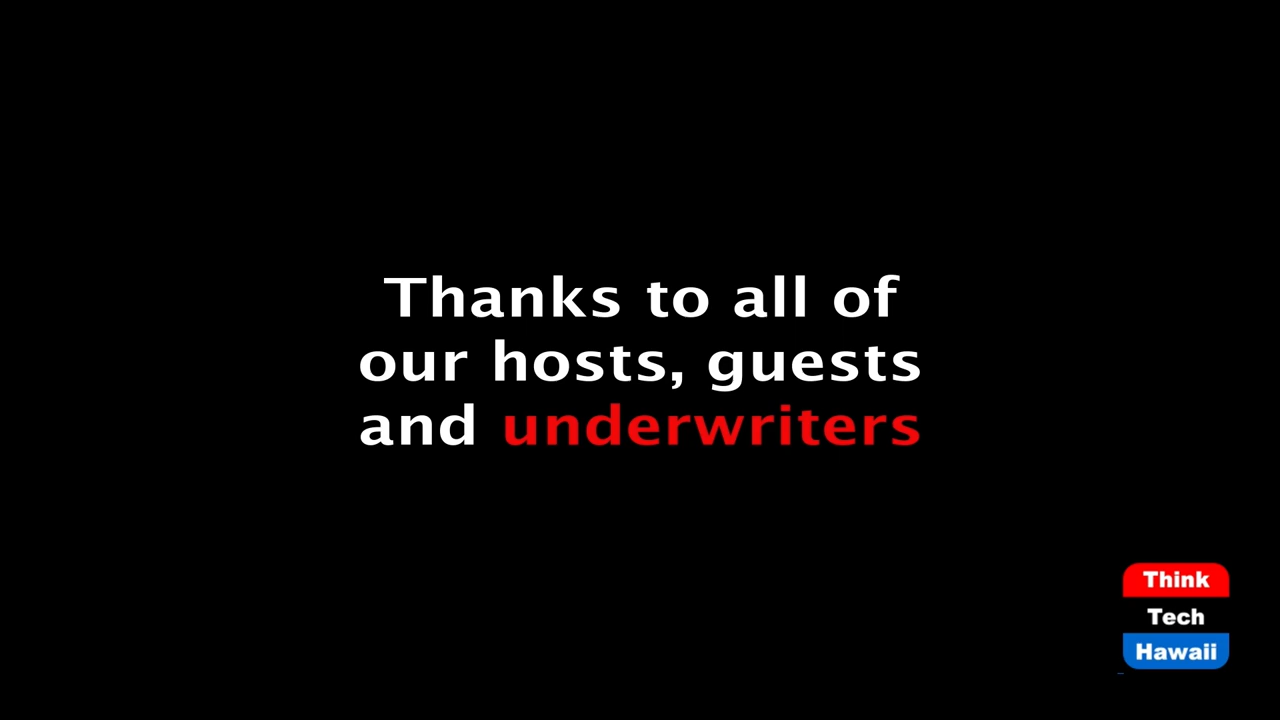 Thanks to all of
our hosts, guests
and underwriters
Think
Tech
Hawaii